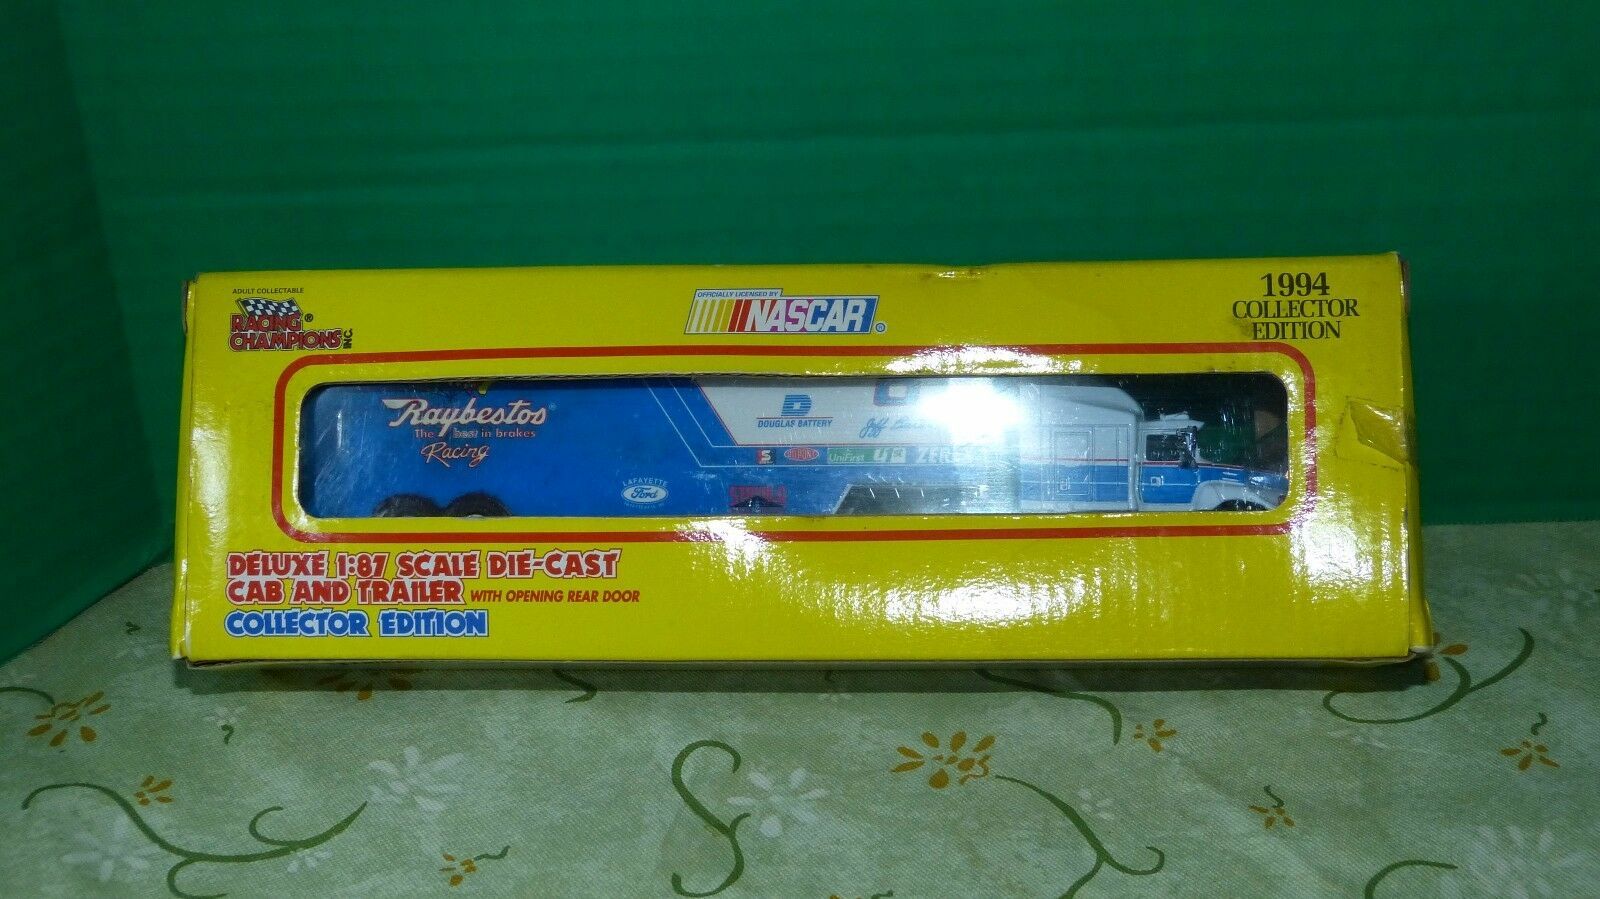 ADULT COLLECTABLE
RACING ®
CHAMPIONS INC.
OFFICIALLY LICENSED BY
NASCAR ®
1994
COLLECTOR
EDITION
Raybestos®
The best in brakes
Racing
D
DOUGLAS BATTERY
Jeff
DUPONT
UniFirst
LAFAYETTE
Ford
DELUXE 1:87 SCALE DIE-CAST
CAB AND TRAILER WITH OPENING REAR DOOR
COLLECTOR EDITION